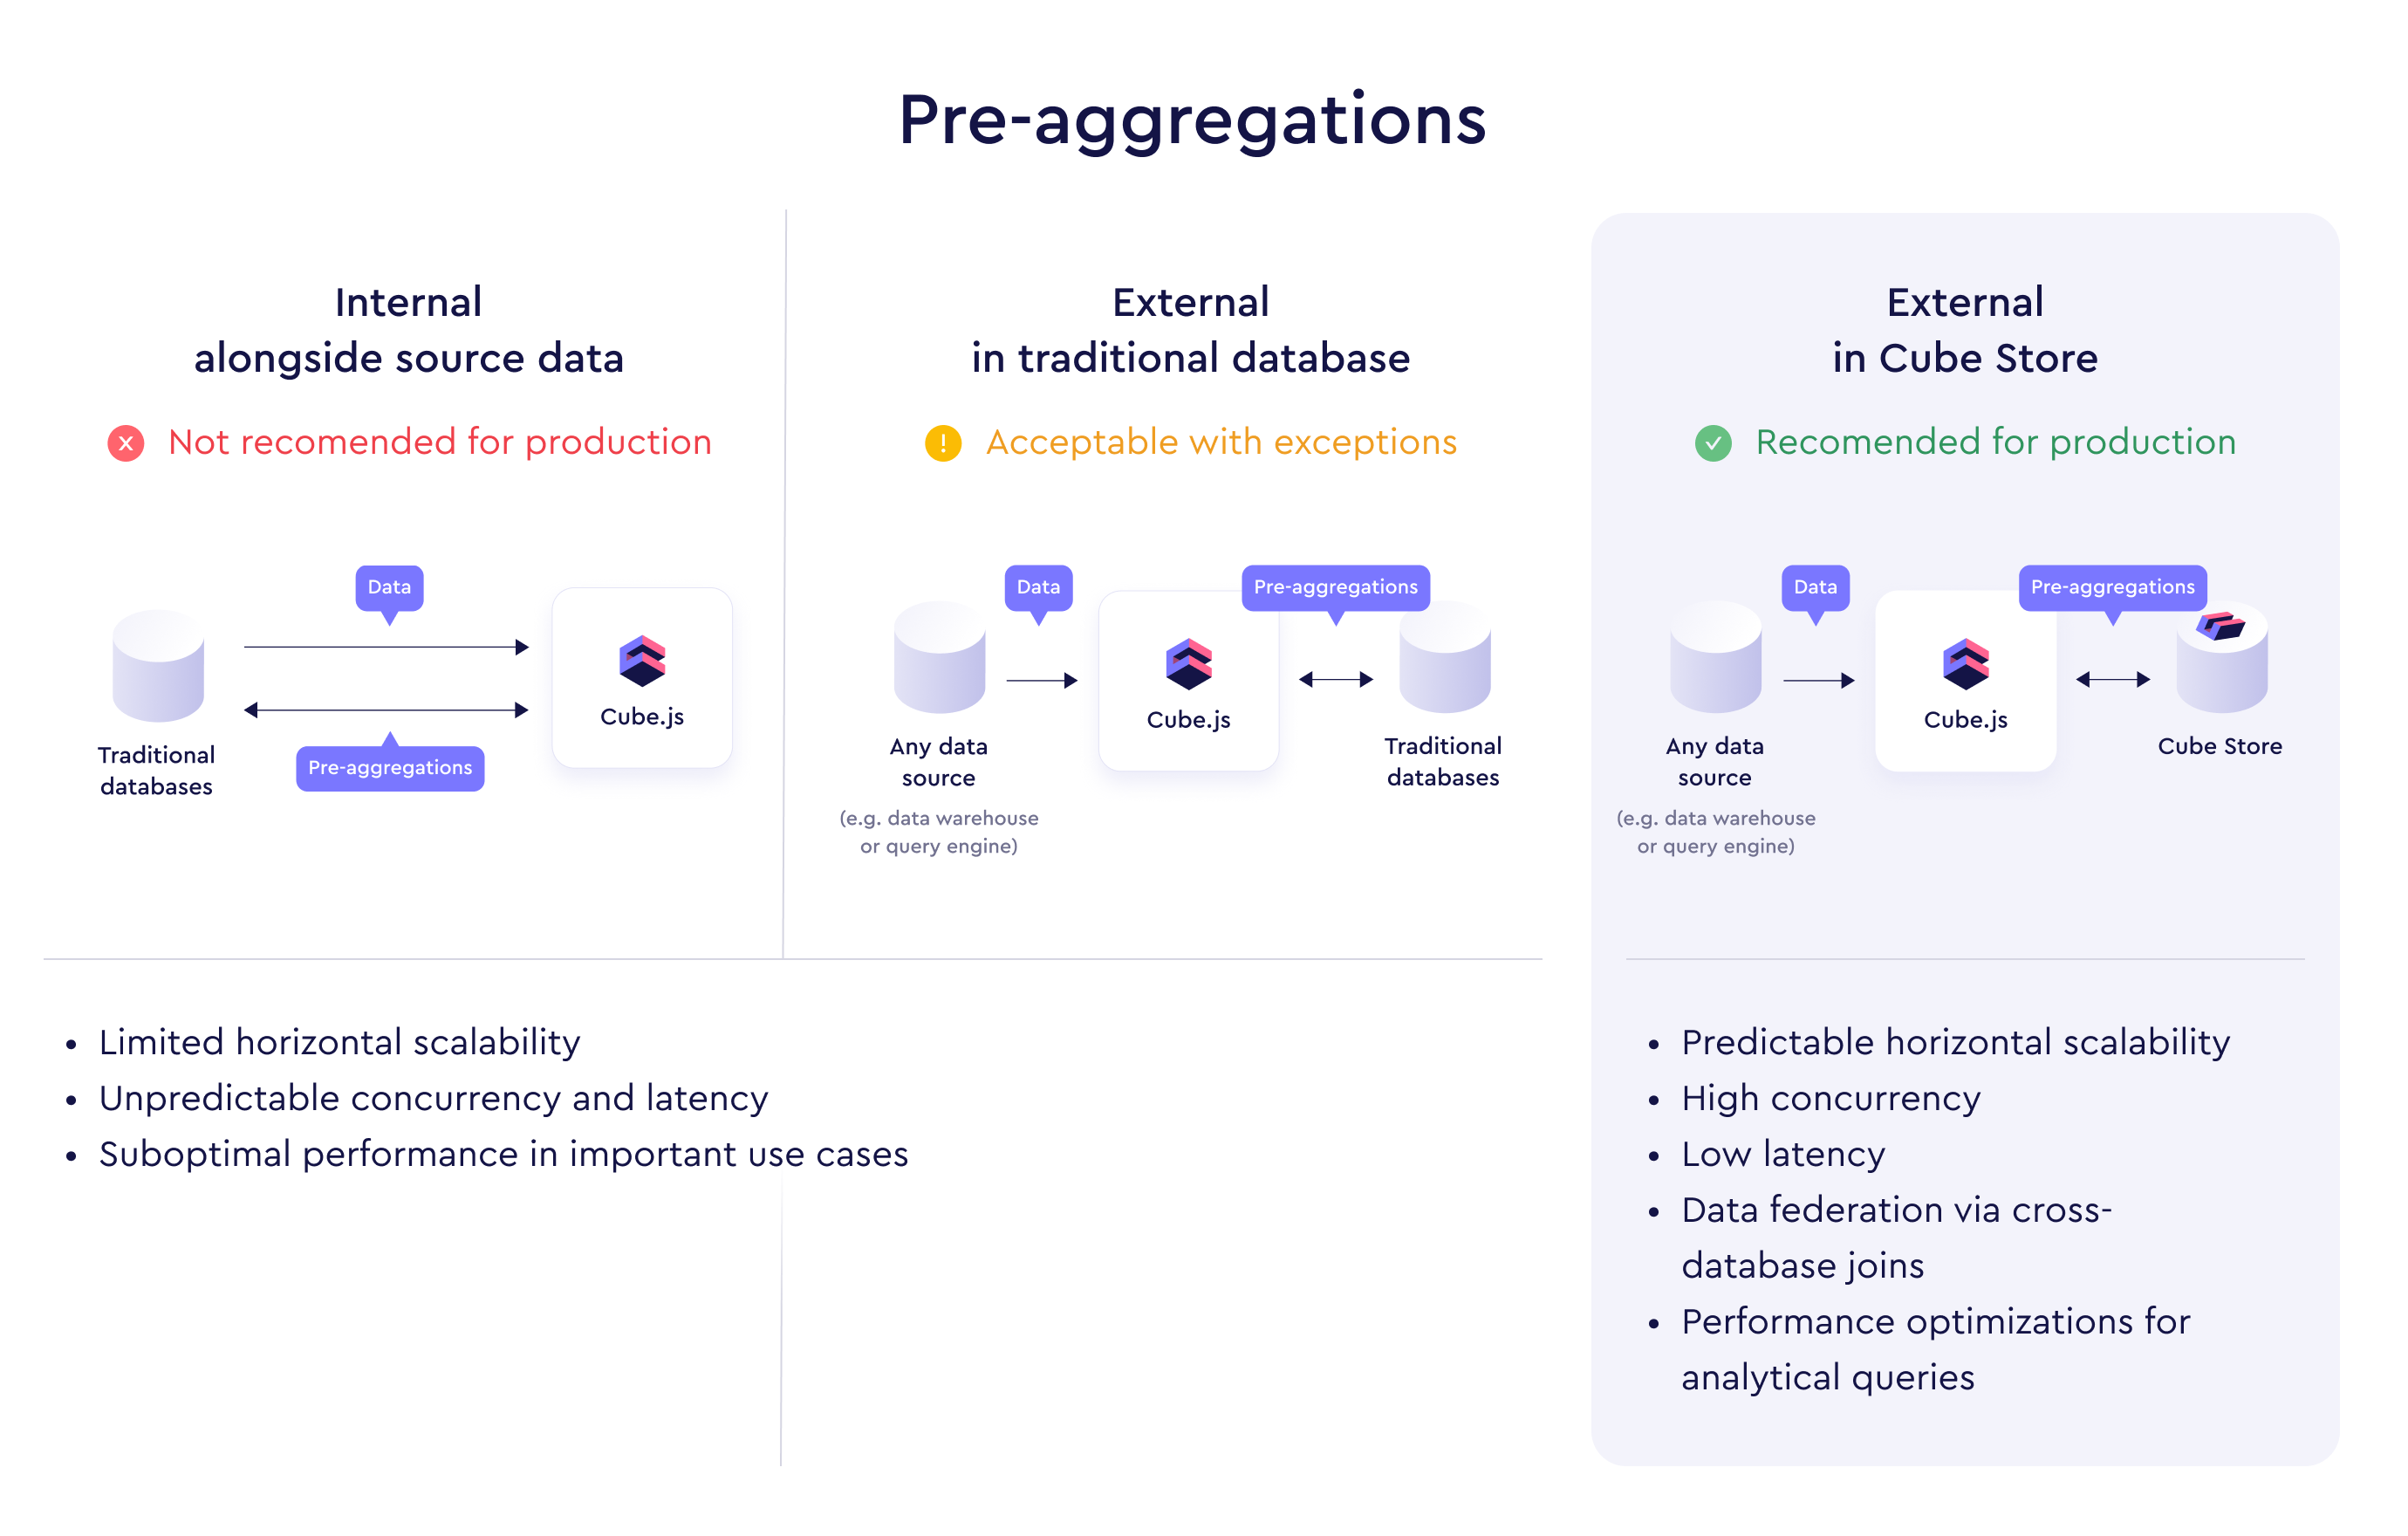 Pre-aggregations
Internal
alongside source data
Not recomended for production
Data
Traditional
databases
Pre-aggregations
Cube.js
External
in traditional database
Acceptable with exceptions
Data
Pre-aggregations
Any data
source
(e.g. data warehouse
or query engine)
Cube.js
Traditional
databases
External
in Cube Store
Recomended for production
Data
Pre-aggregations
Any data
source
(e.g. data warehouse
or query engine)
Cube.js
Cube Store
• Limited horizontal scalability
• Unpredictable concurrency and latency
• Suboptimal performance in important use cases
• Predictable horizontal scalability
• High concurrency
• Low latency
• Data federation via cross-
database joins
• Performance optimizations for
analytical queries